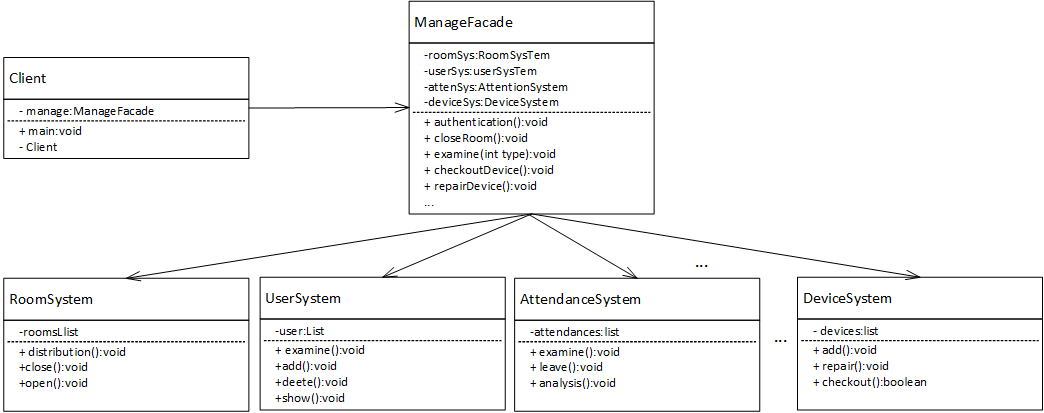 ManageFacade
-roomSys:RoomSysTem
-userSys:userSysTem
-attenSys:AttentionSystem
-deviceSys:DeviceSystem
+ authentication():void
+ closeRoom():void
+ examine(int type):void
+ checkoutDevice():void
+ repairDevice():void
...
Client
- manage:ManageFacade
+ main:void
- Client
...
RoomSystem
-roomsLlist
+ distribution():void
+close():void
+open():void
UserSystem
-user:List
+ examine():void
+add():void
+deete():void
+show():void
AttendanceSystem
-attendances:list
+ examine():void
+ leave():void
+ analysis():void
...
DeviceSystem
- devices:list
+ add():void
+ repair():void
+ checkout():boolean